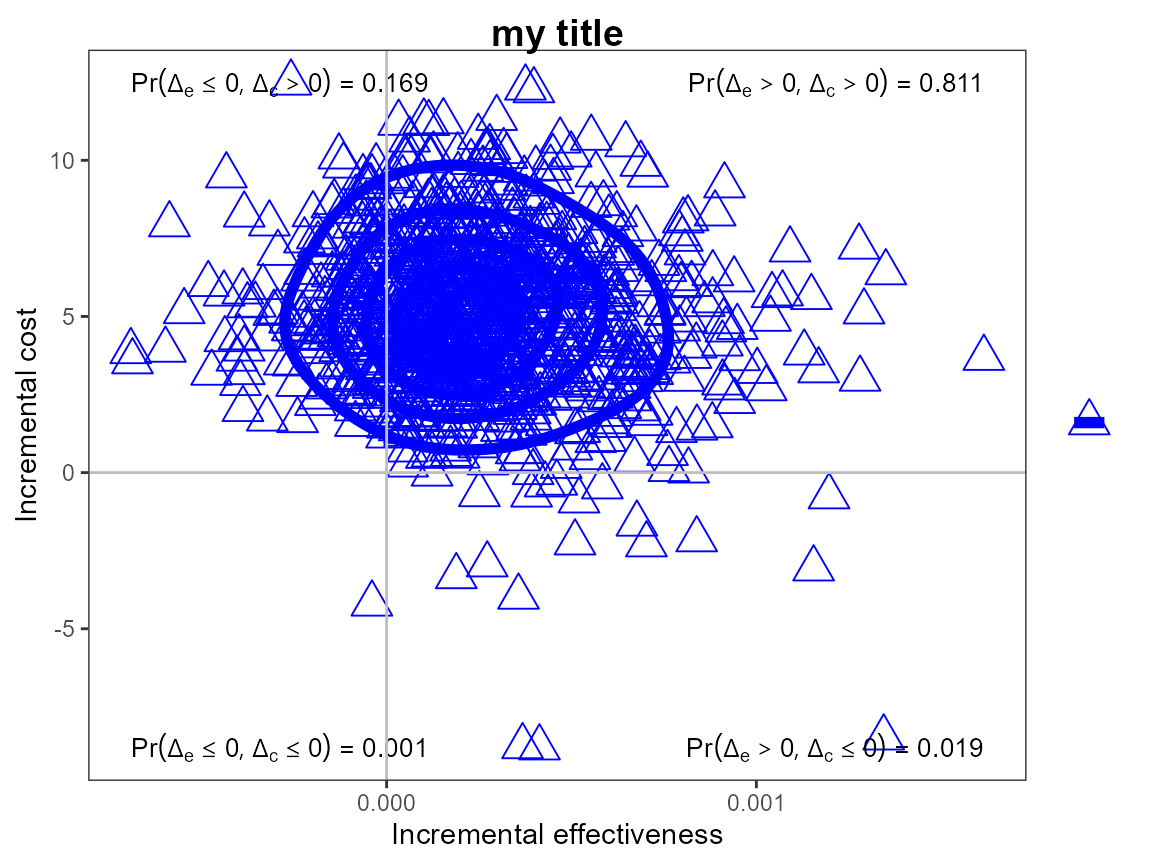 my title
Pr(Δe ≤ 0, Δc > 0) = 0.169
Pr(Δe > 0, Δc > 0) = 0.811
10
5
0
-5
Incremental cost
Pr(Δe ≤ 0, Δc ≤ 0) = 0.001
Pr(Δe > 0, Δc ≤ 0) = 0.019
0.000
0.001
Incremental effectiveness